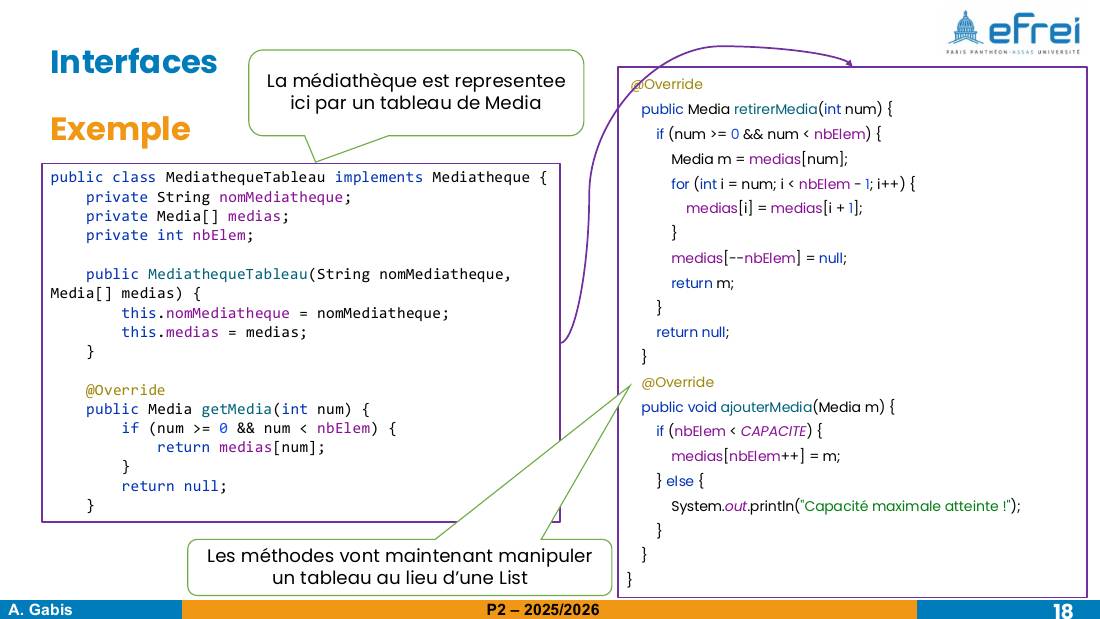 efrei
PARIS PANTHÉON-ASSAS UNIVERSITÉ
Interfaces
Exemple
La médiathèque est representee
ici par un tableau de Media
public class MediathequeTableau implements Mediatheque {
    private String nomMediatheque;
    private Media[] medias;
    private int nbElem;

    public MediathequeTableau(String nomMediatheque,
Media[] medias) {
        this.nomMediatheque = nomMediatheque;
        this.medias = medias;
    }

    @Override
    public Media getMedia(int num) {
        if (num >= 0 && num < nbElem) {
            return medias[num];
        }
        return null;
    }
@Override
    public Media retirerMedia(int num) {
        if (num >= 0 && num < nbElem) {
            Media m = medias[num];
            for (int i = num; i < nbElem - 1; i++) {
                medias[i] = medias[i + 1];
            }
            medias[--nbElem] = null;
            return m;
        }
        return null;
    }
    @Override
    public void ajouterMedia(Media m) {
        if (nbElem < CAPACITE) {
            medias[nbElem++] = m;
        } else {
            System.out.println("Capacité maximale atteinte !");
        }
    }
}
Les méthodes vont maintenant manipuler
un tableau au lieu d’une List
A. Gabis
P2 – 2025/2026
18